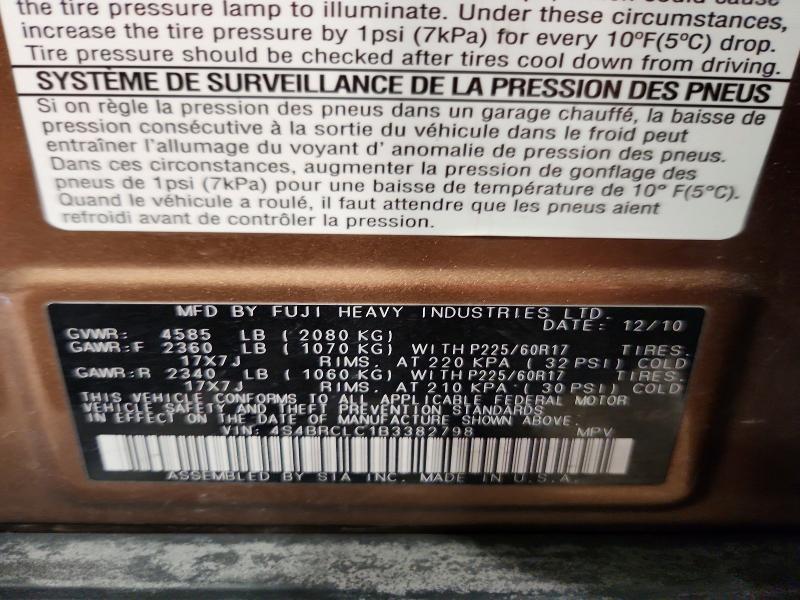 the tire pressure lamp to illuminate. Under these circumstances,
increase the tire pressure by 1psi (7kPa) for every 10°F(5°C) drop.
Tire pressure should be checked after tires cool down from driving.
SYSTÈME DE SURVEILLANCE DE LA PRESSION DES PNEUS
Si on règle la pression des pneus dans un garage chauffé, la baisse de
pression consécutive à la sortie du véhicule dans le froid peut
entraîner l'allumage du voyant d' anomalie de pression des pneus.
Dans ces circonstances, augmenter la pression de gonflage des
pneus de 1psi (7kPa) pour une baisse de température de 10° F(5°C).
Quand le véhicule a roulé, il faut attendre que les pneus aient
refroidi avant de contrôler la pression.
MFD BY FUJI HEAVY INDUSTRIES LTD.
DATE: 12/10
GVWR: 4585 LB ( 2080 KG)
GAWR:F 2360 LB ( 1070 KG) WITH P225/60R17 TIRES.
17X7J RIMS. AT 220 KPA ( 32 PSI) COLD
GAWR:R 2340 LB ( 1060 KG) WITH P225/60R17 TIRES.
17X7J RIMS. AT 210 KPA ( 30 PSI) COLD
THIS VEHICLE CONFORMS TO ALL APPLICABLE FEDERAL MOTOR
VEHICLE SAFETY AND THEFT PREVENTION STANDARDS
IN EFFECT ON THE DATE OF MANUFACTURE SHOWN ABOVE.
VIN: 4S4BRCLC1B3382798 MPV
ASSEMBLED BY SIA INC. MADE IN U.S.A.